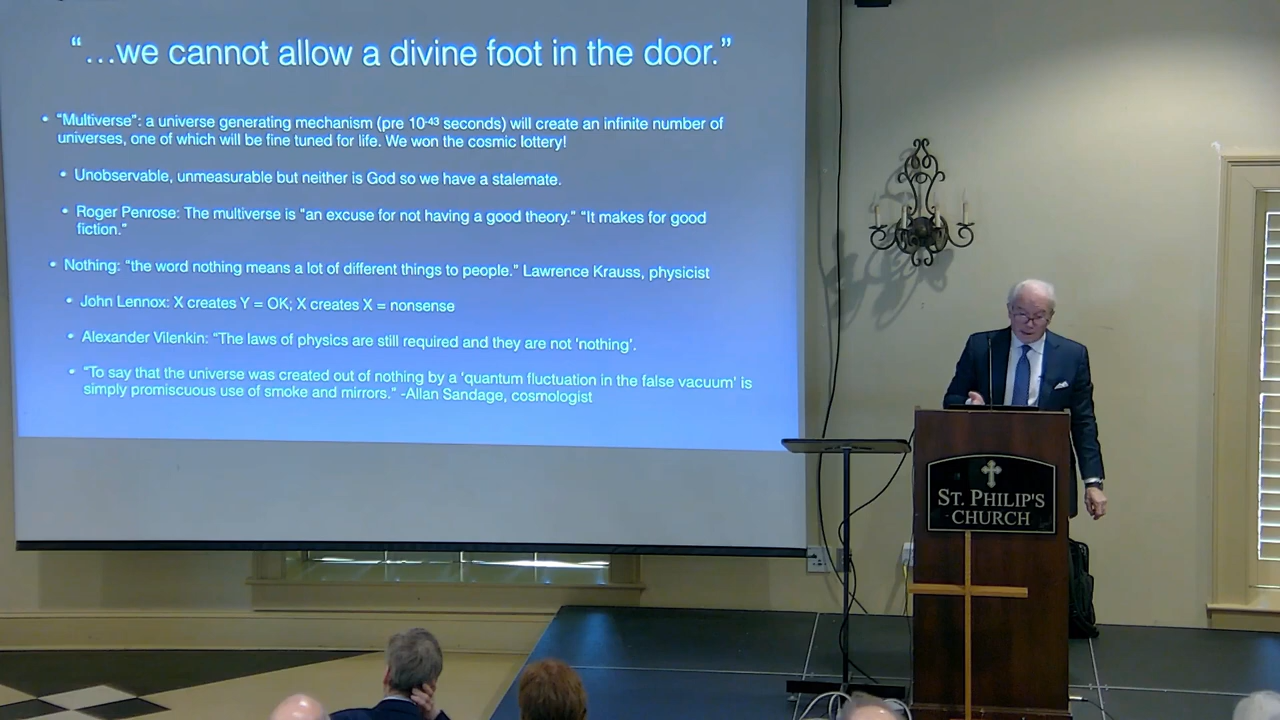 “…we cannot allow a divine foot in the door.”
• “Multiverse”: a universe generating mechanism (pre 10⁻⁴³ seconds) will create an infinite number of
universes, one of which will be fine tuned for life. We won the cosmic lottery!
• Unobservable, unmeasurable but neither is God so we have a stalemate.
• Roger Penrose: The multiverse is “an excuse for not having a good theory.” “It makes for good
fiction.”
• Nothing: “the word nothing means a lot of different things to people.” Lawrence Krauss, physicist
• John Lennox: X creates Y = OK; X creates X = nonsense
• Alexander Vilenkin: “The laws of physics are still required and they are not ‘nothing’.
• “To say that the universe was created out of nothing by a ‘quantum fluctuation in the false vacuum’ is
simply promiscuous use of smoke and mirrors.” -Allan Sandage, cosmologist
ST. PHILIP'S
CHURCH